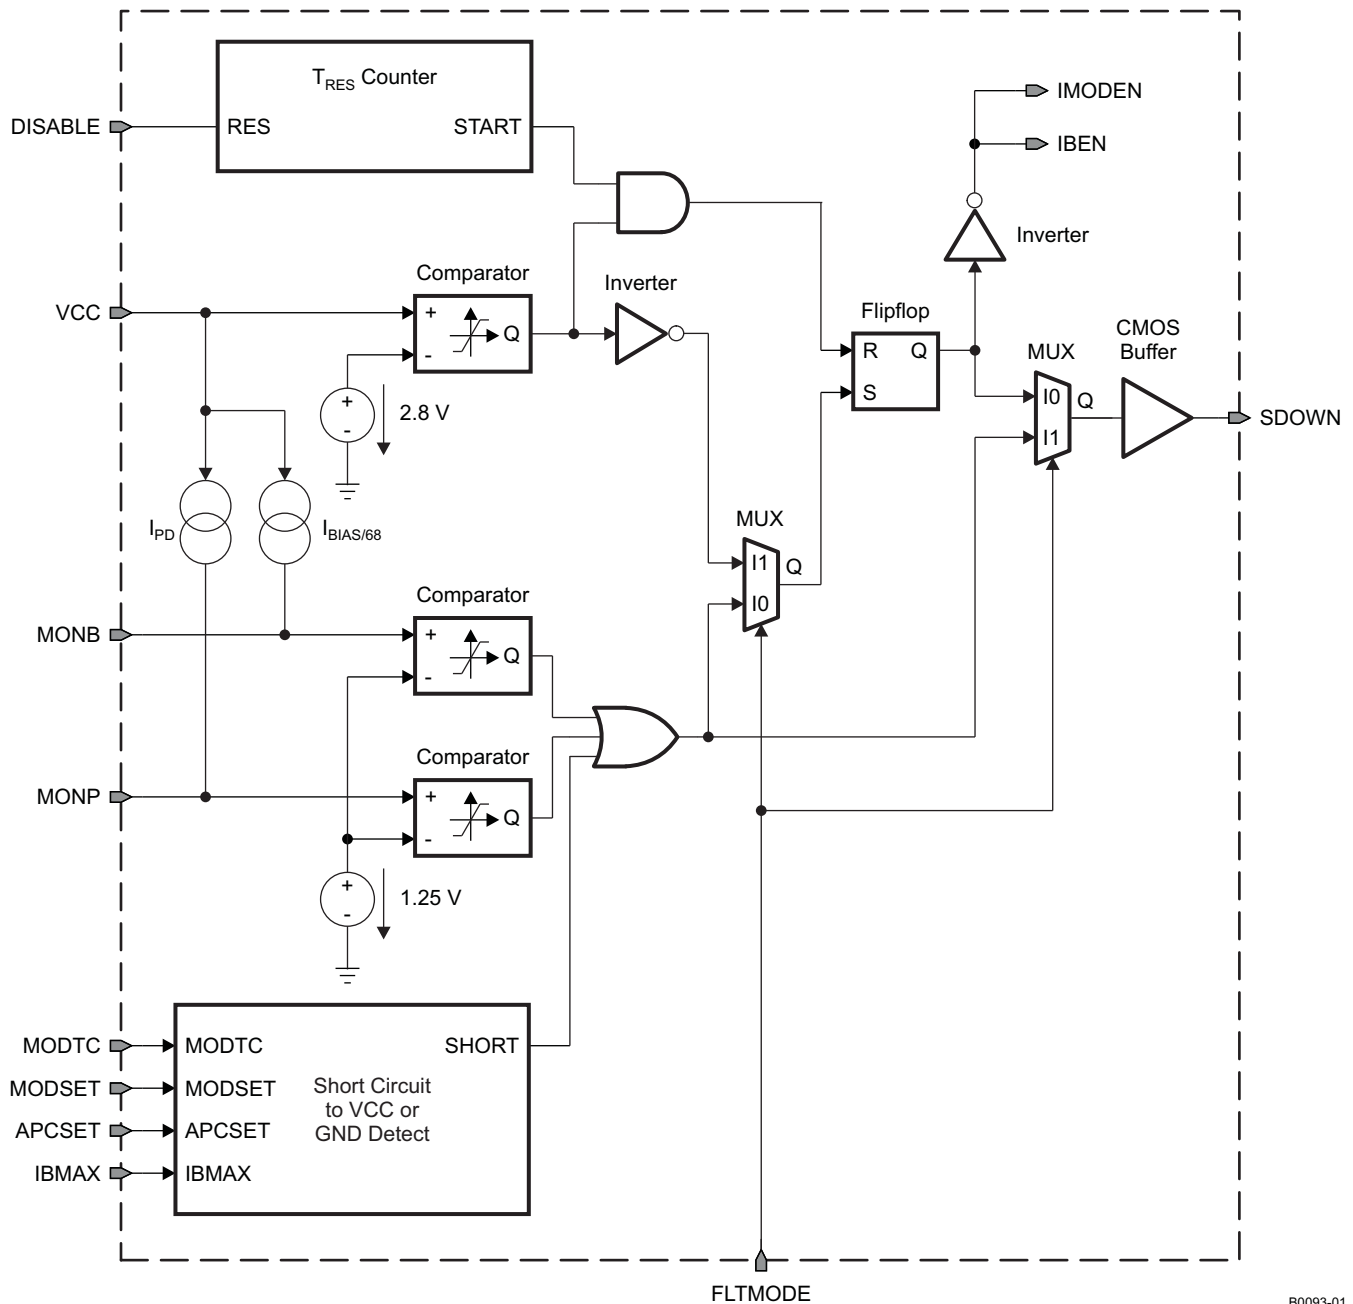 T_RES Counter
IMODEN
DISABLE
RES
START
IBEN
Inverter
Comparator
Inverter
VCC
+
Q
-
Flipflop
CMOS
Buffer
MUX
R
Q
S
+
-
2.8 V
I0
Q
I1
SDOWN
I_PD
I_BIAS/68
MUX
I1
Q
I0
Comparator
MONB
+
Q
-
Comparator
MONP
+
Q
-
+
-
1.25 V
MODTC
MODTC
SHORT
MODSET
MODSET
Short Circuit
to VCC or
GND Detect
APCSET
APCSET
IBMAX
IBMAX
FLTMODE
B0093-01